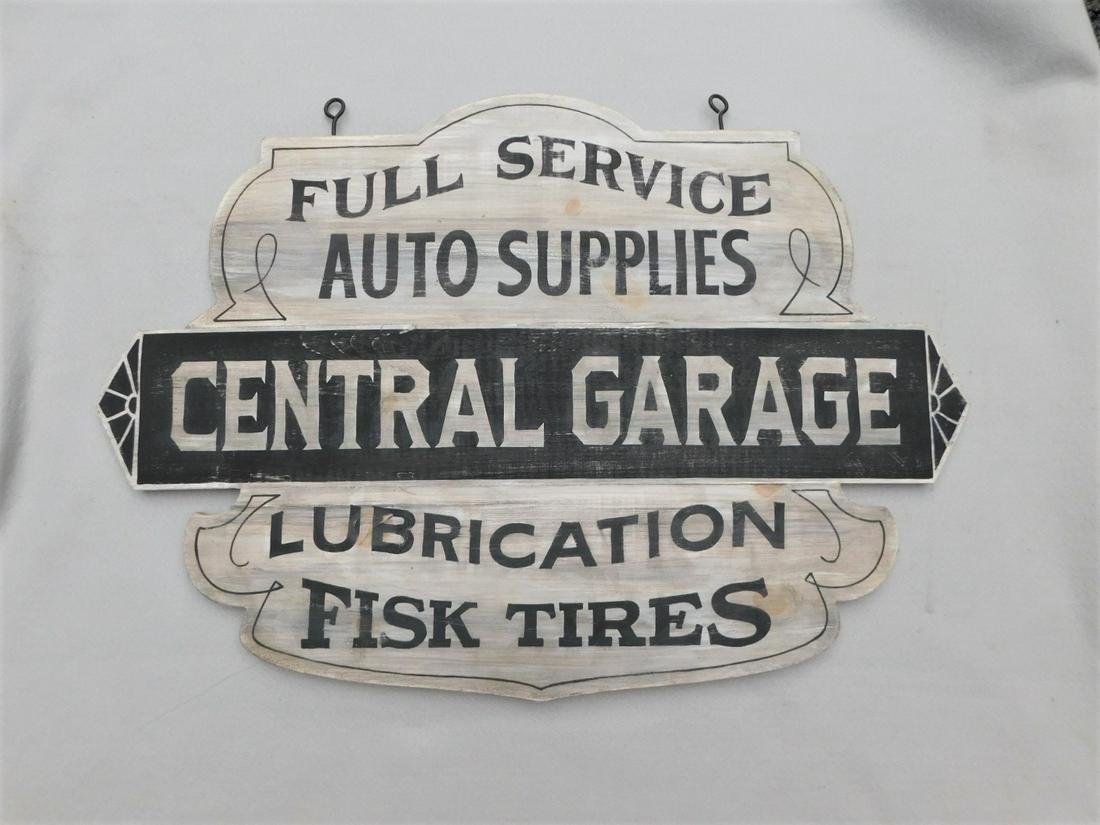 FULL SERVICE
AUTO SUPPLIES
CENTRAL GARAGE
LUBRICATION
FISK TIRES